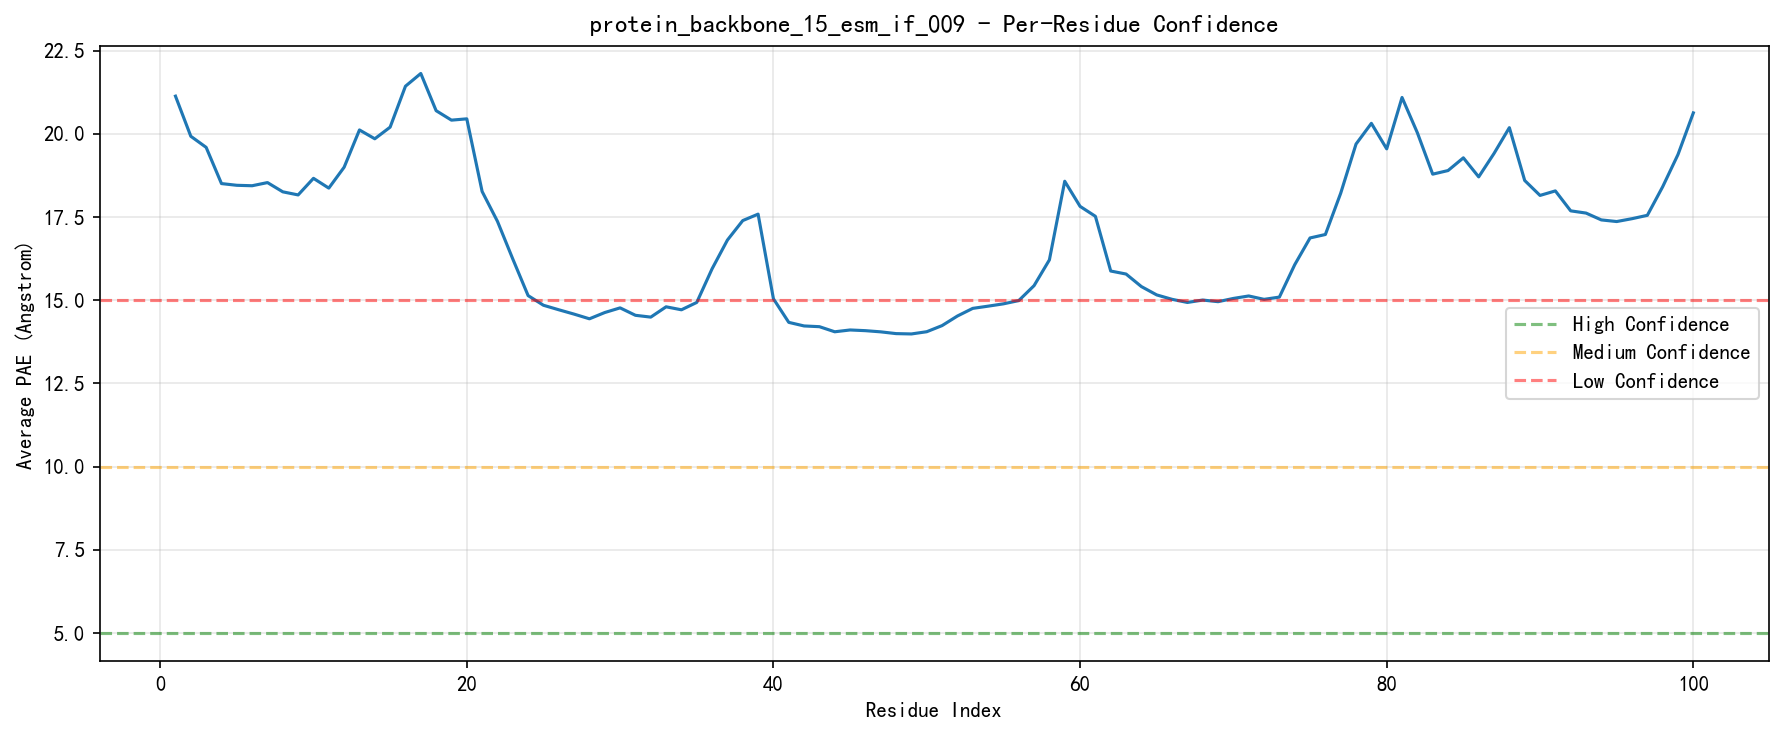 protein_backbone_15_esm_if_009 - Per-Residue Confidence
Average PAE (Angstrom)
22.5
20.0
17.5
15.0
12.5
10.0
7.5
5.0
High Confidence
Medium Confidence
Low Confidence
0 20 40 60 80 100
Residue Index